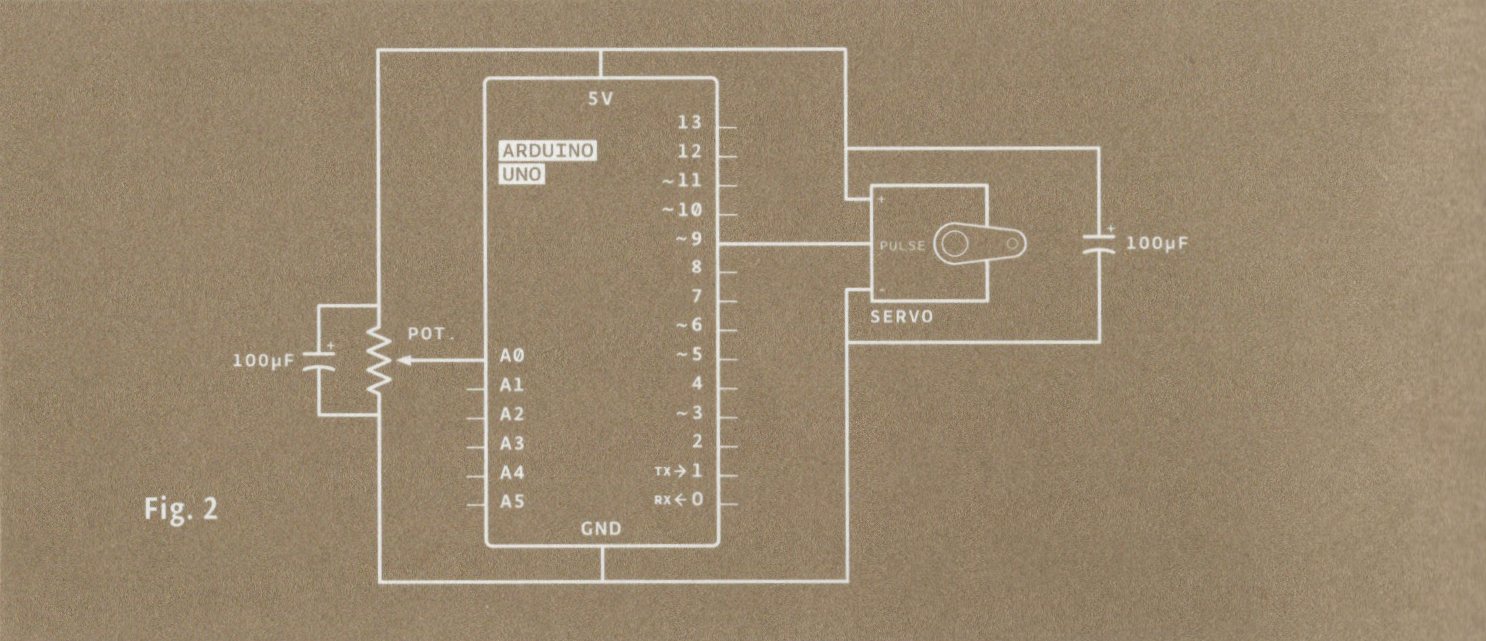 5V
ARDUINO
UNO
13
12
~11
~10
~9
8
7
~6
~5
4
~3
2
TX→1
RX←0
A0
A1
A2
A3
A4
A5
GND
POT.
+
100µF
+
PULSE
-
SERVO
+
100µF
Fig. 2